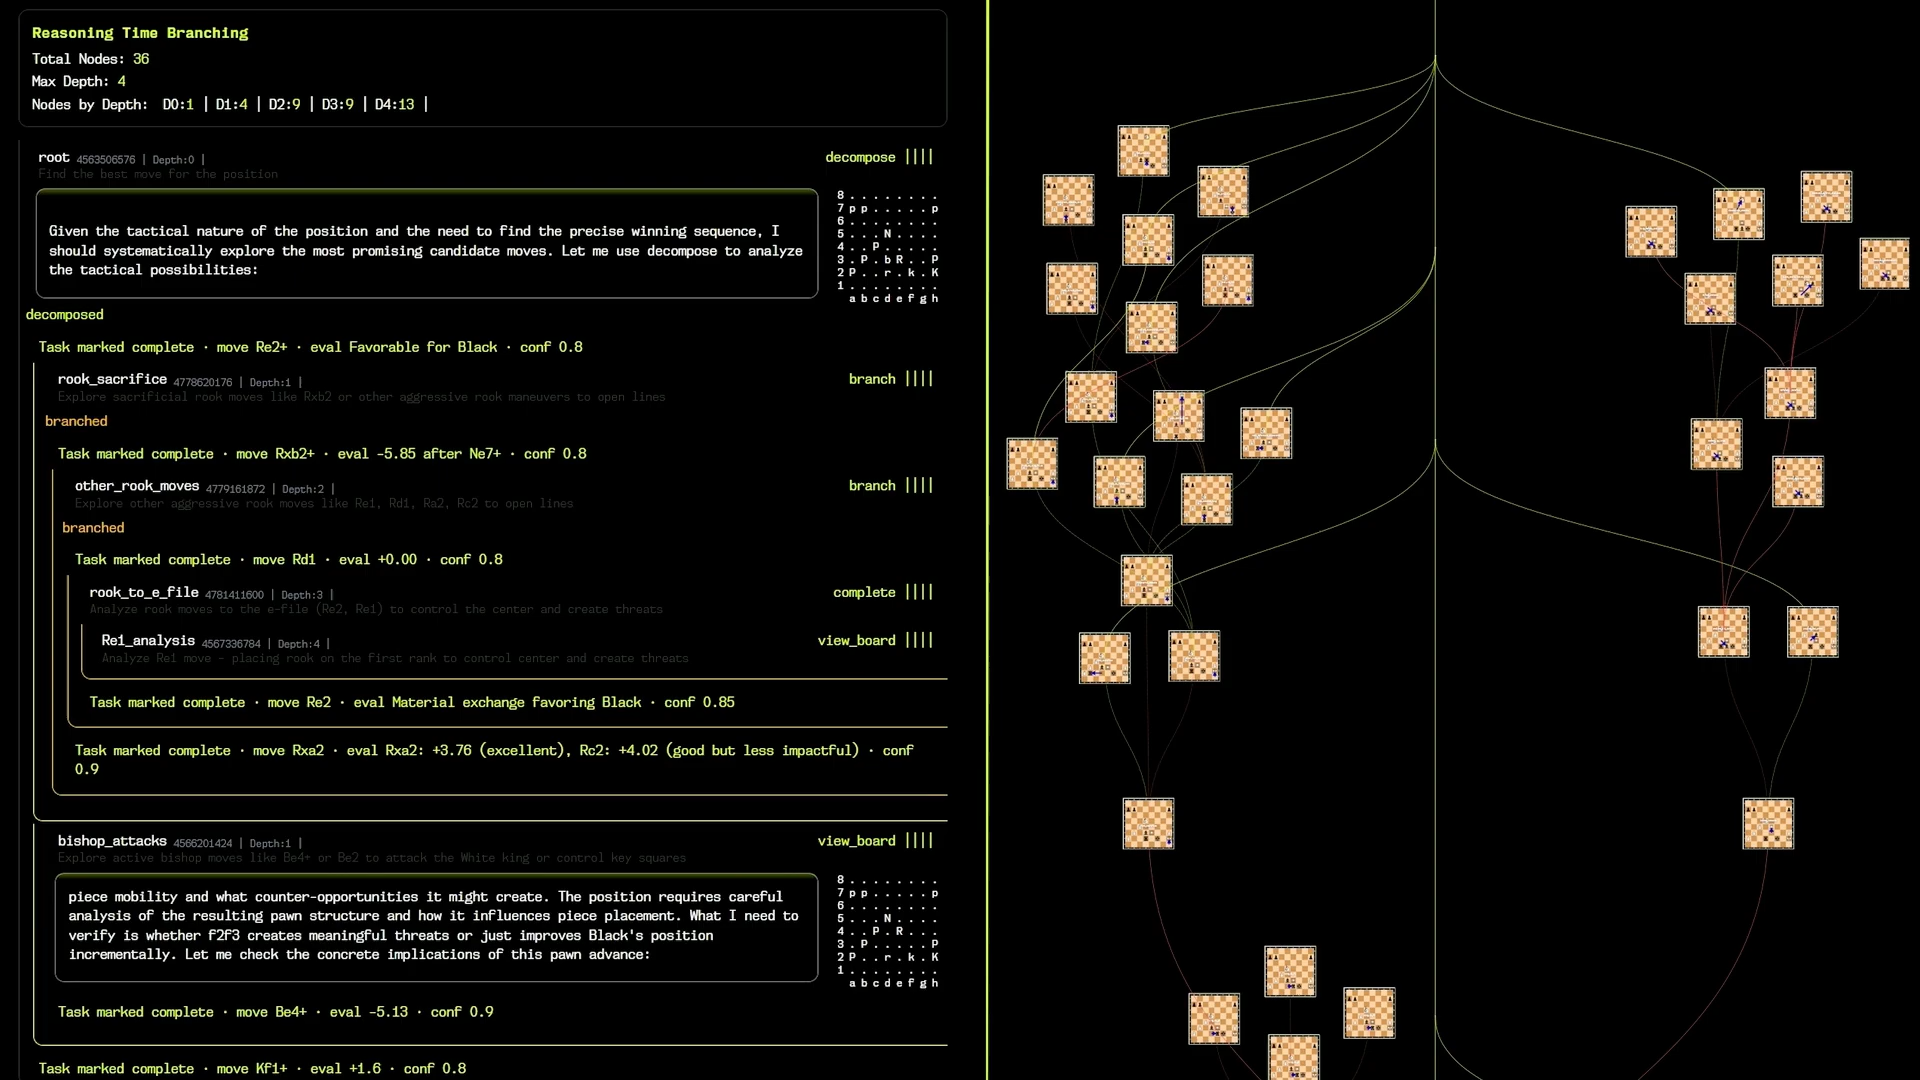 Reasoning Time Branching
Total Nodes: 36
Max Depth: 4
Nodes by Depth: D0:1 | D1:4 | D2:9 | D3:9 | D4:13 |
root 4563506576 | Depth:0 |
decompose ||||
Find the best move for the position
Given the tactical nature of the position and the need to find the precise winning sequence, I
should systematically explore the most promising candidate moves. Let me use decompose to analyze
the tactical possibilities:
8 . . . . . . . .
7 p p . . . . . p
6 . . . . . . . .
5 . . . N . . . .
4 . . P . . . . .
3 . P . b R . . P
2 P . . r . k . K
1 . . . . . . . .
a b c d e f g h
decomposed
Task marked complete · move Re2+ · eval Favorable for Black · conf 0.8
rook_sacrifice 4778620176 | Depth:1 |
branch ||||
Explore sacrificial rook moves like Rxb2 or other aggressive rook maneuvers to open lines
branched
Task marked complete · move Rxb2+ · eval -5.85 after Ne7+ · conf 0.8
other_rook_moves 4779161872 | Depth:2 |
branch ||||
Explore other aggressive rook moves like Re1, Rd1, Ra2, Rc2 to open lines
branched
Task marked complete · move Rd1 · eval +0.00 · conf 0.8
rook_to_e_file 4781411600 | Depth:3 |
complete ||||
Analyze rook moves to the e-file (Re2, Re1) to control the center and create threats
Re1_analysis 4567336784 | Depth:4 |
view_board ||||
Analyze Re1 move - placing rook on the first rank to control center and create threats
Task marked complete · move Re2 · eval Material exchange favoring Black · conf 0.85
Task marked complete · move Rxa2 · eval Rxa2: +3.76 (excellent), Rc2: +4.02 (good but less impactful) · conf
0.9
bishop_attacks 4566201424 | Depth:1 |
view_board ||||
Explore active bishop moves like Be4+ or Be2 to attack the White king or control key squares
piece mobility and what counter-opportunities it might create. The position requires careful
analysis of the resulting pawn structure and how it influences piece placement. What I need to
verify is whether f2f3 creates meaningful threats or just improves Black's position
incrementally. Let me check the concrete implications of this pawn advance:
8 . . . . . . . .
7 p p . . . . . p
6 . . . . . . . .
5 . . . N . . . .
4 . . P . R . . .
3 . P . . . . . P
2 P . . r . k . K
1 . . . . . . . .
a b c d e f g h
Task marked complete · move Be4+ · eval -5.13 · conf 0.9
Task marked complete · move Kf1+ · eval +1.6 · conf 0.8